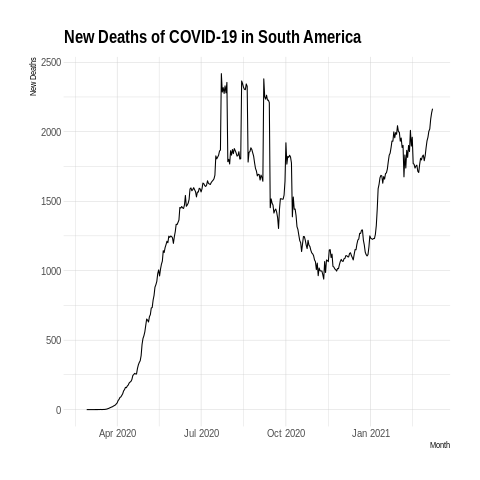 New Deaths of COVID-19 in South America
New Deaths
2500
2000
1500
1000
500
0
Apr 2020
Jul 2020
Oct 2020
Jan 2021
Month